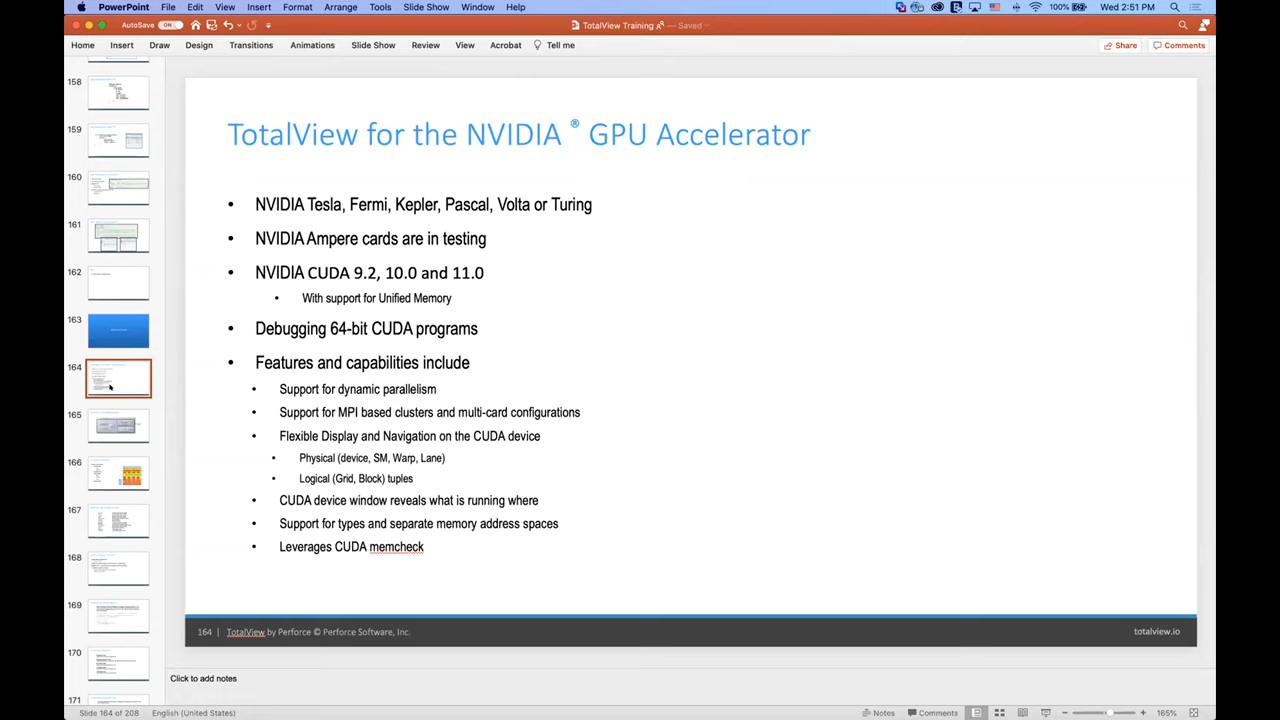 PowerPoint File Edit View Insert Format Arrange Tools Slide Show Window Help 100% Wed 2:51 PM
AutoSave ON TotalView Training — Saved
Home Insert Draw Design Transitions Animations Slide Show Review View Acrobat Tell me Share Comments
158
159
160
161
162
163
164
165
166
167
168
169
170
171
TotalView for the NVIDIA ® GPU Accelerator
• NVIDIA Tesla, Fermi, Kepler, Pascal, Volta or Turing
• NVIDIA Ampere cards are in testing
• NVIDIA CUDA 9.2, 10.0 and 11.0
• With support for Unified Memory
• Debugging 64-bit CUDA programs
• Features and capabilities include
• Support for dynamic parallelism
• Support for MPI based clusters and multi-card configurations
• Flexible Display and Navigation on the CUDA device
• Physical (device, SM, Warp, Lane)
• Logical (Grid, Block) tuples
• CUDA device window reveals what is running where
• Support for types and separate memory address spaces
• Leverages CUDA memcheck
164 | TotalView by Perforce © Perforce Software, Inc. totalview.io
Click to add notes
Slide 164 of 208 English (United States) Notes Comments 165%